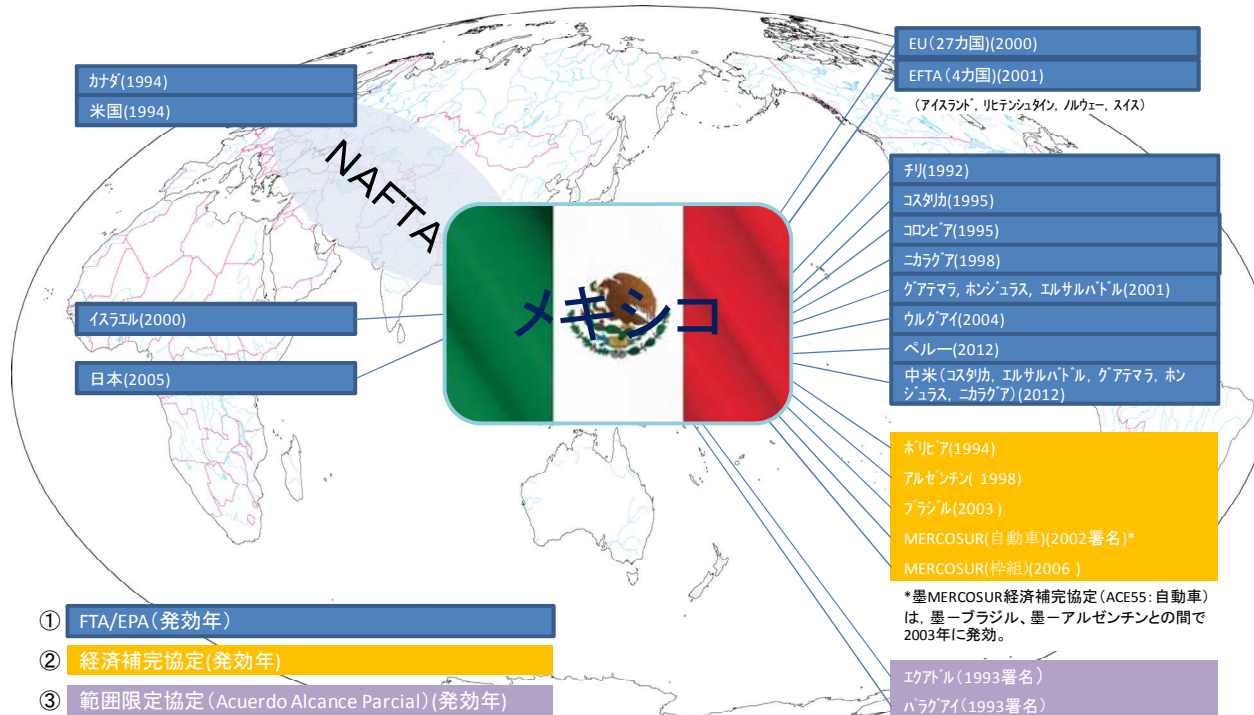 カナダ(1994)
米国(1994)
NAFTA
イスラエル(2000)
日本(2005)
メキシコ
EU(27カ国)(2000)
EFTA(4カ国)(2001)
(アイスランド, リヒテンシュタイン, ノルウェー, スイス)
チリ(1992)
コスタリカ(1995)
コロンビア(1995)
ニカラグア(1998)
グアテマラ, ホンジュラス, エルサルバドル(2001)
ウルグアイ(2004)
ペルー(2012)
中米(コスタリカ, エルサルバドル, グアテマラ, ホン
ジュラス, ニカラグア)(2012)
ボリビア(1994)
アルゼンチン( 1998)
ブラジル(2003 )
MERCOSUR(自動車)(2002署名)*
MERCOSUR(枠組)(2006 )
*墨MERCOSUR経済補完協定(ACE55:自動車)
は, 墨ーブラジル、墨ーアルゼンチンとの間で
2003年に発効。
エクアドル(1993署名)
パラグアイ(1993署名)
① FTA/EPA(発効年)
② 経済補完協定(発効年)
③ 範囲限定協定(Acuerdo Alcance Parcial)(発効年)